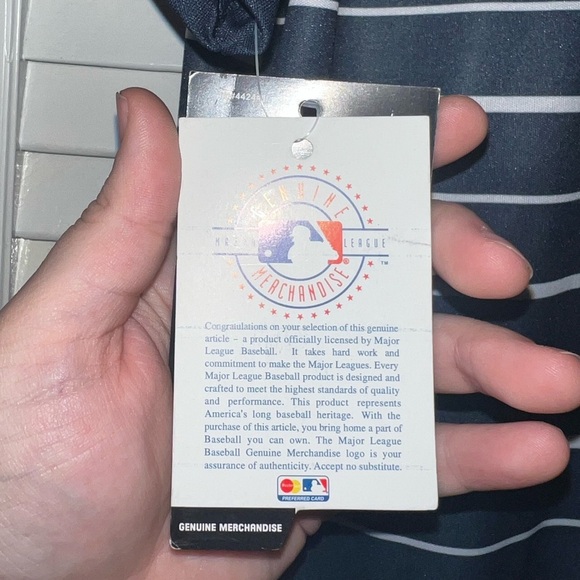 GENUINE
MAJOR LEAGUE
MERCHANDISE
®
TM
Congratulations on your selection of this genuine
article – a product officially licensed by Major
League Baseball. It takes hard work and
commitment to make the Major Leagues. Every
Major League Baseball product is designed and
crafted to meet the highest standards of quality
and performance. This product represents
America's long baseball heritage. With the
purchase of this article, you bring home a part of
Baseball you can own. The Major League
Baseball Genuine Merchandise logo is your
assurance of authenticity. Accept no substitute.
PREFERRED CARD
GENUINE MERCHANDISE